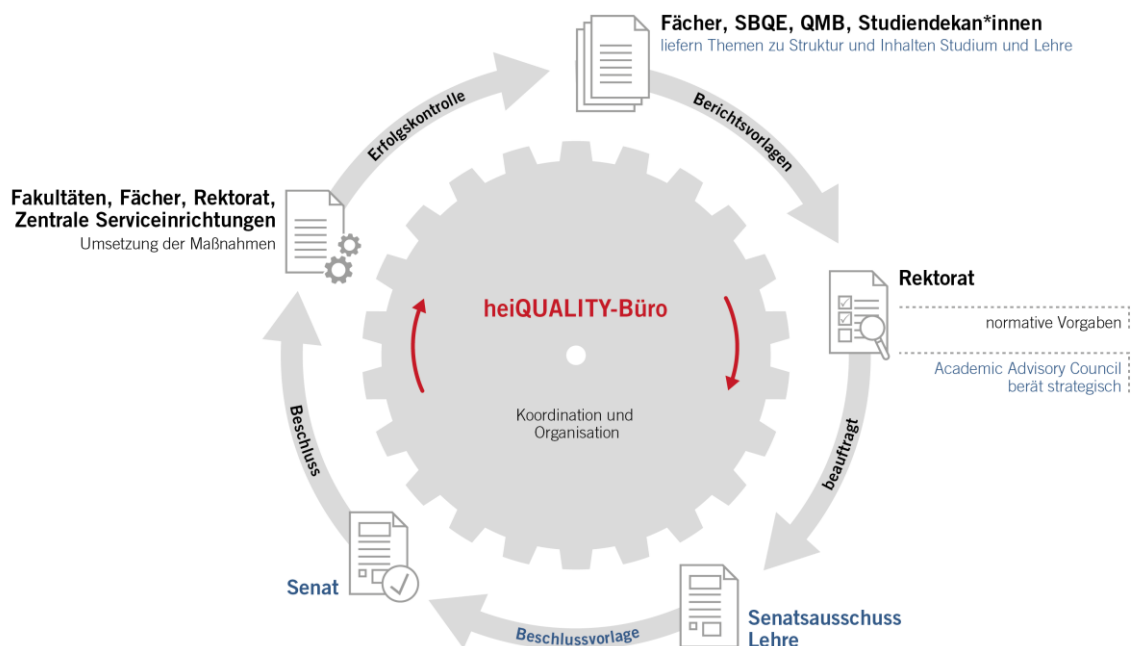 Fächer, SBQE, QMB, Studiendekan*innen
liefern Themen zu Struktur und Inhalten Studium und Lehre
Erfolgskontrolle
Berichtsvorlagen
Fakultäten, Fächer, Rektorat,
Zentrale Serviceinrichtungen
Umsetzung der Maßnahmen
Rektorat
normative Vorgaben
Academic Advisory Council
berät strategisch
heiQUALITY-Büro
Koordination und
Organisation
Beschluss
beauftragt
Senat
Beschlussvorlage
Senatsausschuss
Lehre